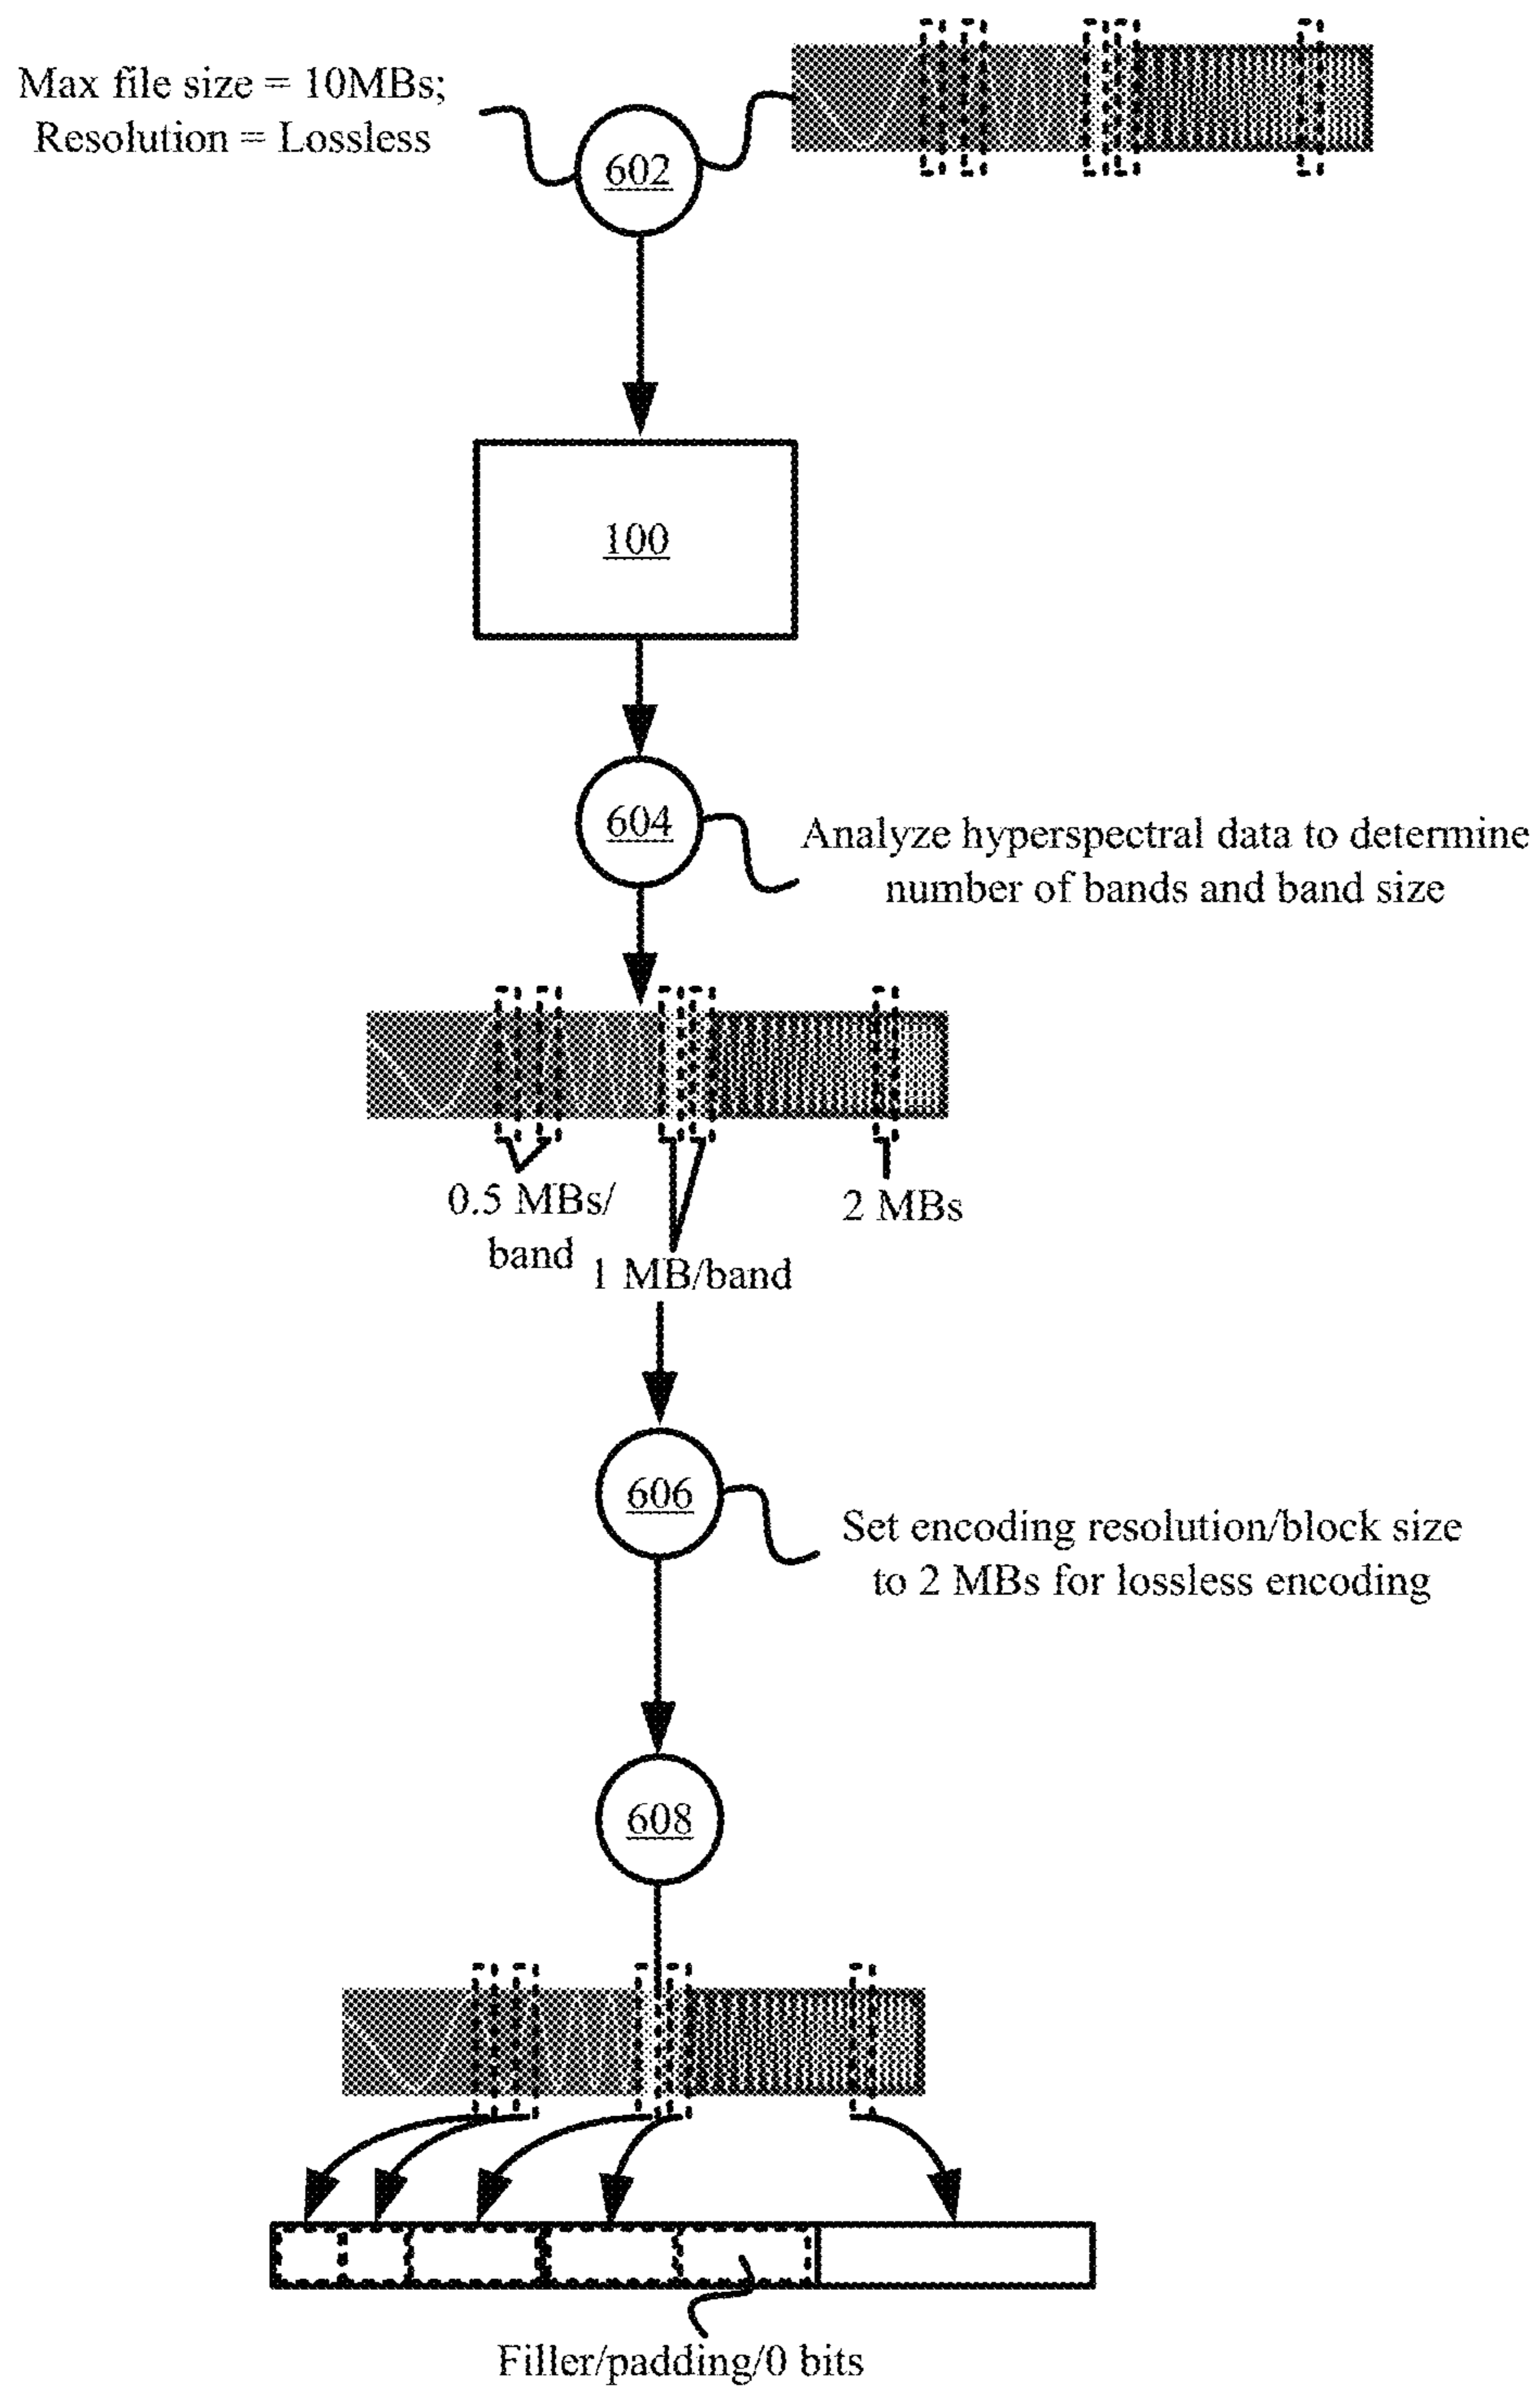 Max file size = 10MBs;
Resolution = Lossless
602
100
604
Analyze hyperspectral data to determine
number of bands and band size
0.5 MBs/
band
1 MB/band
2 MBs
606
Set encoding resolution/block size
to 2 MBs for lossless encoding
608
Filler/padding/0 bits